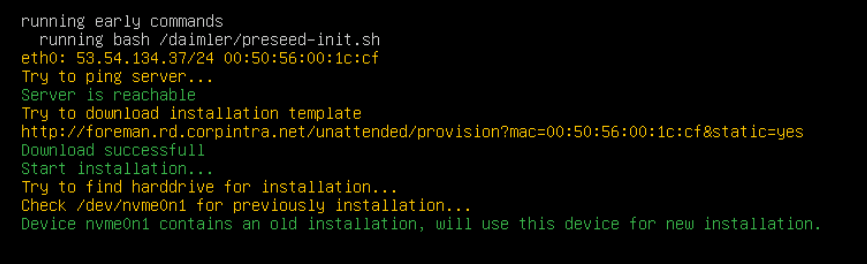 running early commands
running bash /daimler/preseed-init.sh
eth0: 53.54.134.37/24 00:50:56:00:1c:cf
Try to ping server...
Server is reachable
Try to download installation template
http://foreman.rd.corpintra.net/unattended/provision?mac=00:50:56:00:1c:cf&static=yes
Download successfull
Start installation...
Try to find harddrive for installation...
Check /dev/nvme0n1 for previously installation...
Device nvme0n1 contains an old installation, will use this device for new installation.